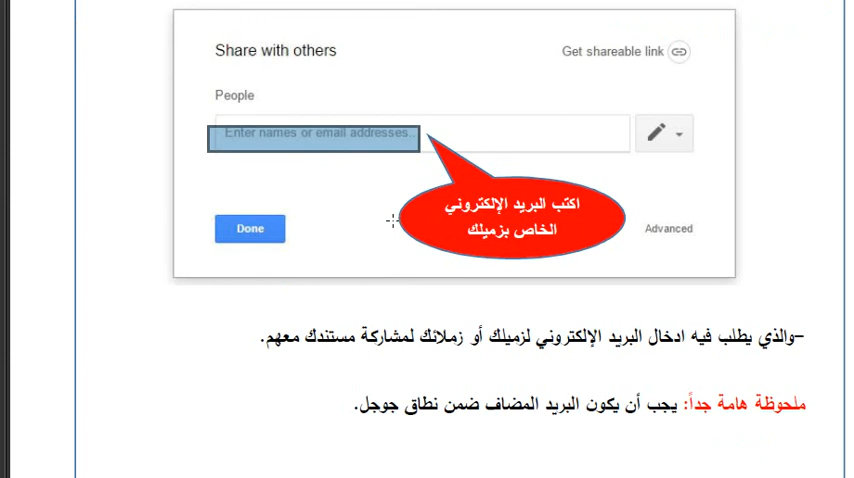 Share with others
Get shareable link
People
Enter names or email addresses...
اكتب البريد الإلكتروني
الخاص بزميلك
Done
Advanced
-والذي يطلب فيه ادخال البريد الإلكتروني لزميلك أو زملائك لمشاركة مستندك معهم.
ملحوظة هامة جداً: يجب أن يكون البريد المضاف ضمن نطاق جوجل.